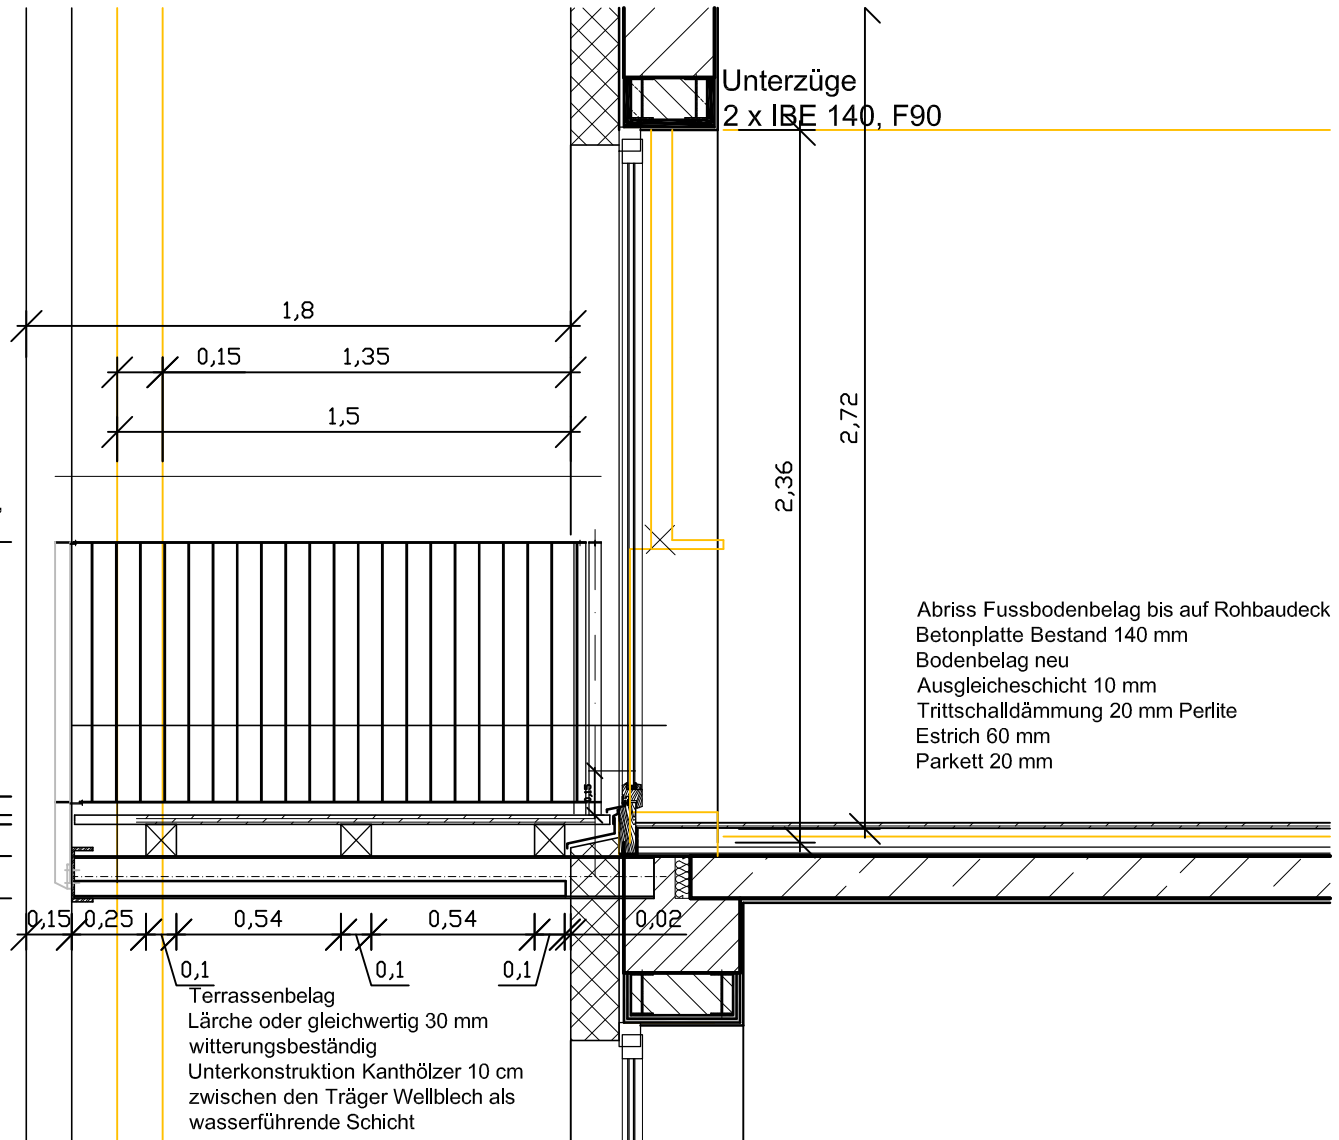 Unterzüge
2 x IBE 140, F90
1,8
0,15
1,35
1,5
2,72
2,36
Abriss Fussbodenbelag bis auf Rohbaudeck
Betonplatte Bestand 140 mm
Bodenbelag neu
Ausgleicheschicht 10 mm
Trittschalldämmung 20 mm Perlite
Estrich 60 mm
Parkett 20 mm
0,15
0,15
0,25
0,54
0,54
0,02
0,1
0,1
0,1
Terrassenbelag
Lärche oder gleichwertig 30 mm
witterungsbeständig
Unterkonstruktion Kanthölzer 10 cm
zwischen den Träger Wellblech als
wasserführende Schicht